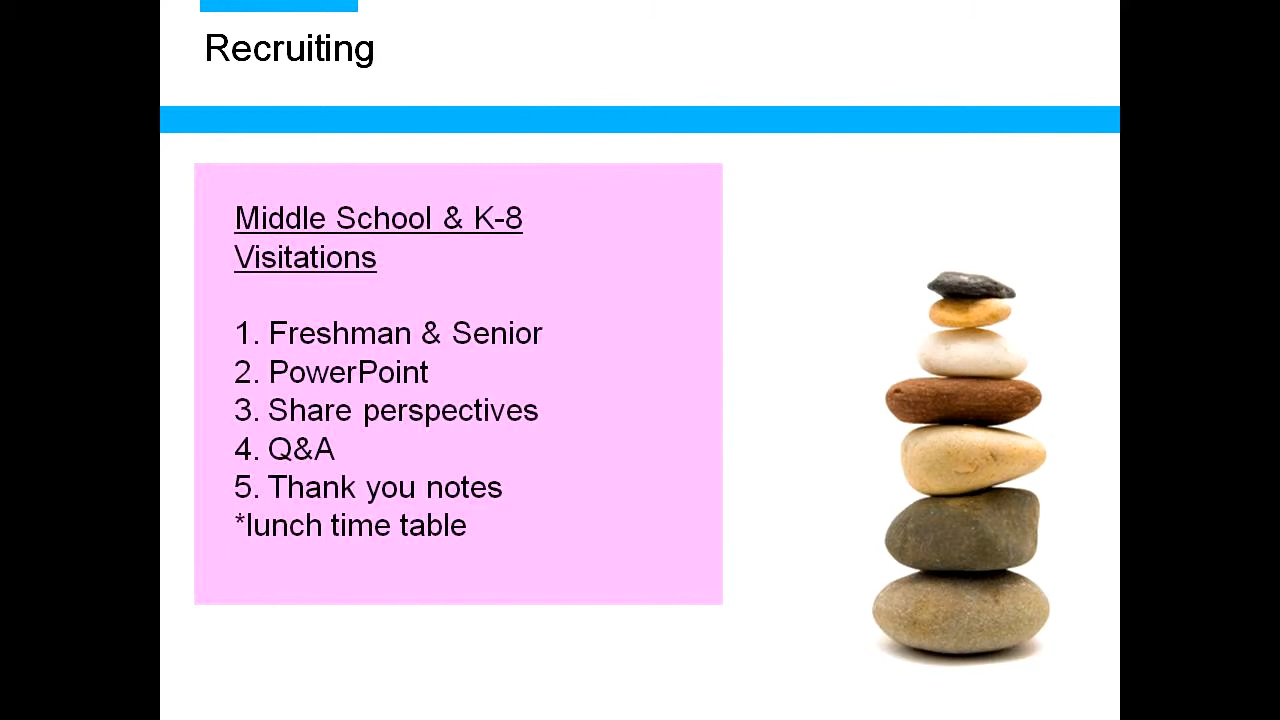 Recruiting
Middle School & K-8
Visitations
1. Freshman & Senior
2. PowerPoint
3. Share perspectives
4. Q&A
5. Thank you notes
*lunch time table